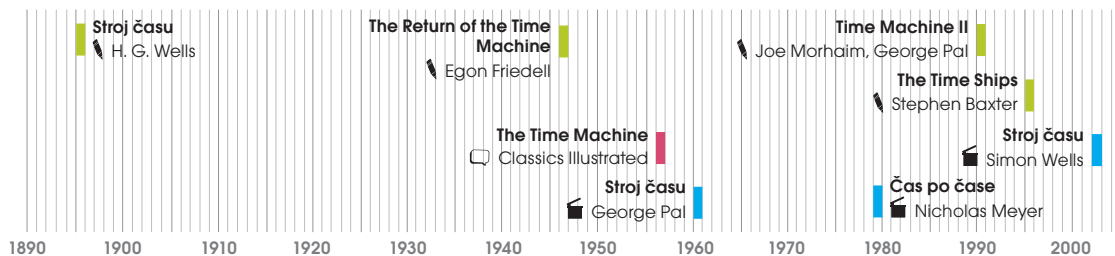 Stroj času
H. G. Wells
The Return of the Time
Machine
Egon Friedell
Time Machine II
Joe Morhaim, George Pal
The Time Ships
Stephen Baxter
The Time Machine
Classics Illustrated
Stroj času
Simon Wells
Stroj času
George Pal
Čas po čase
Nicholas Meyer
1890 1900 1910 1920 1930 1940 1950 1960 1970 1980 1990 2000